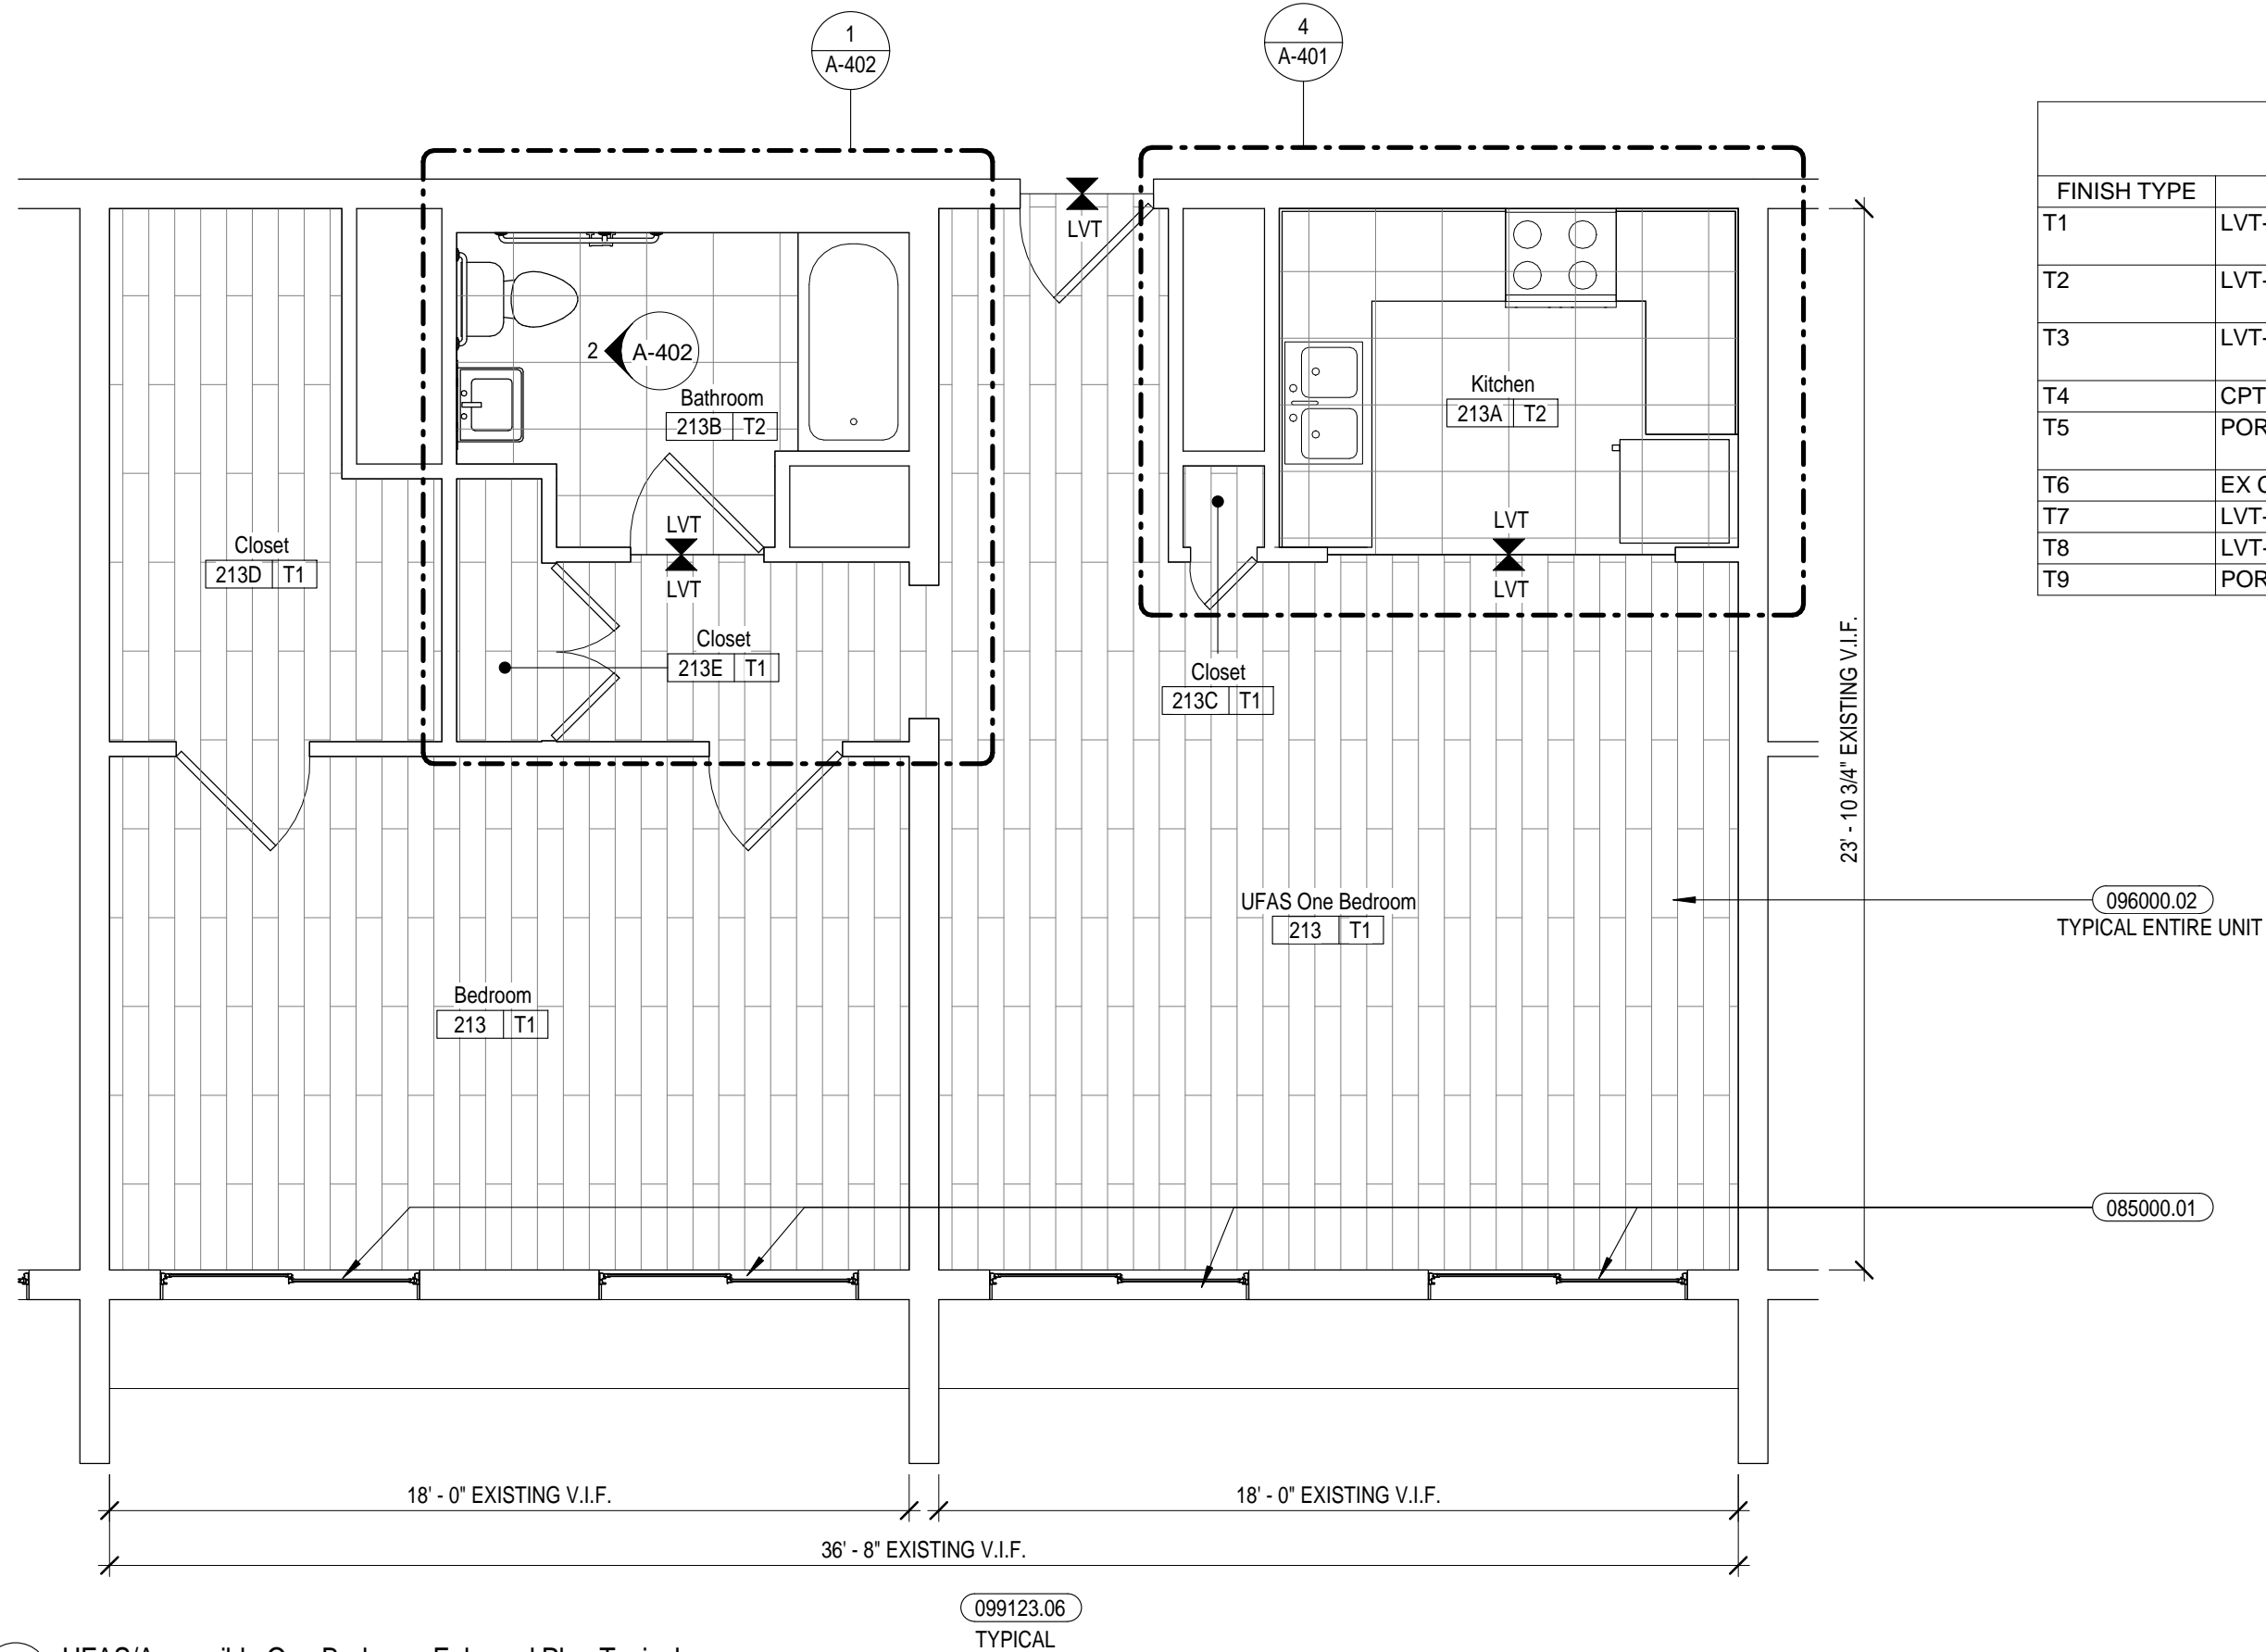 1
A-402
4
A-401
LVT
FINISH TYPE
T1
LVT-
T2
LVT-
T3
LVT-
T4
CPT
T5
POR
T6
EX
T7
LVT-
T8
LVT-
T9
POR
2
A-402
Bathroom
213B T2
Kitchen
213A T2
LVT
LVT
LVT
LVT
Closet
213D T1
Closet
213E T1
Closet
213C T1
23' - 10 3/4" EXISTING V.I.F.
UFAS One Bedroom
213 T1
096000.02
TYPICAL ENTIRE UNIT
Bedroom
213 T1
085000.01
18' - 0" EXISTING V.I.F.
18' - 0" EXISTING V.I.F.
36' - 8" EXISTING V.I.F.
099123.06
TYPICAL